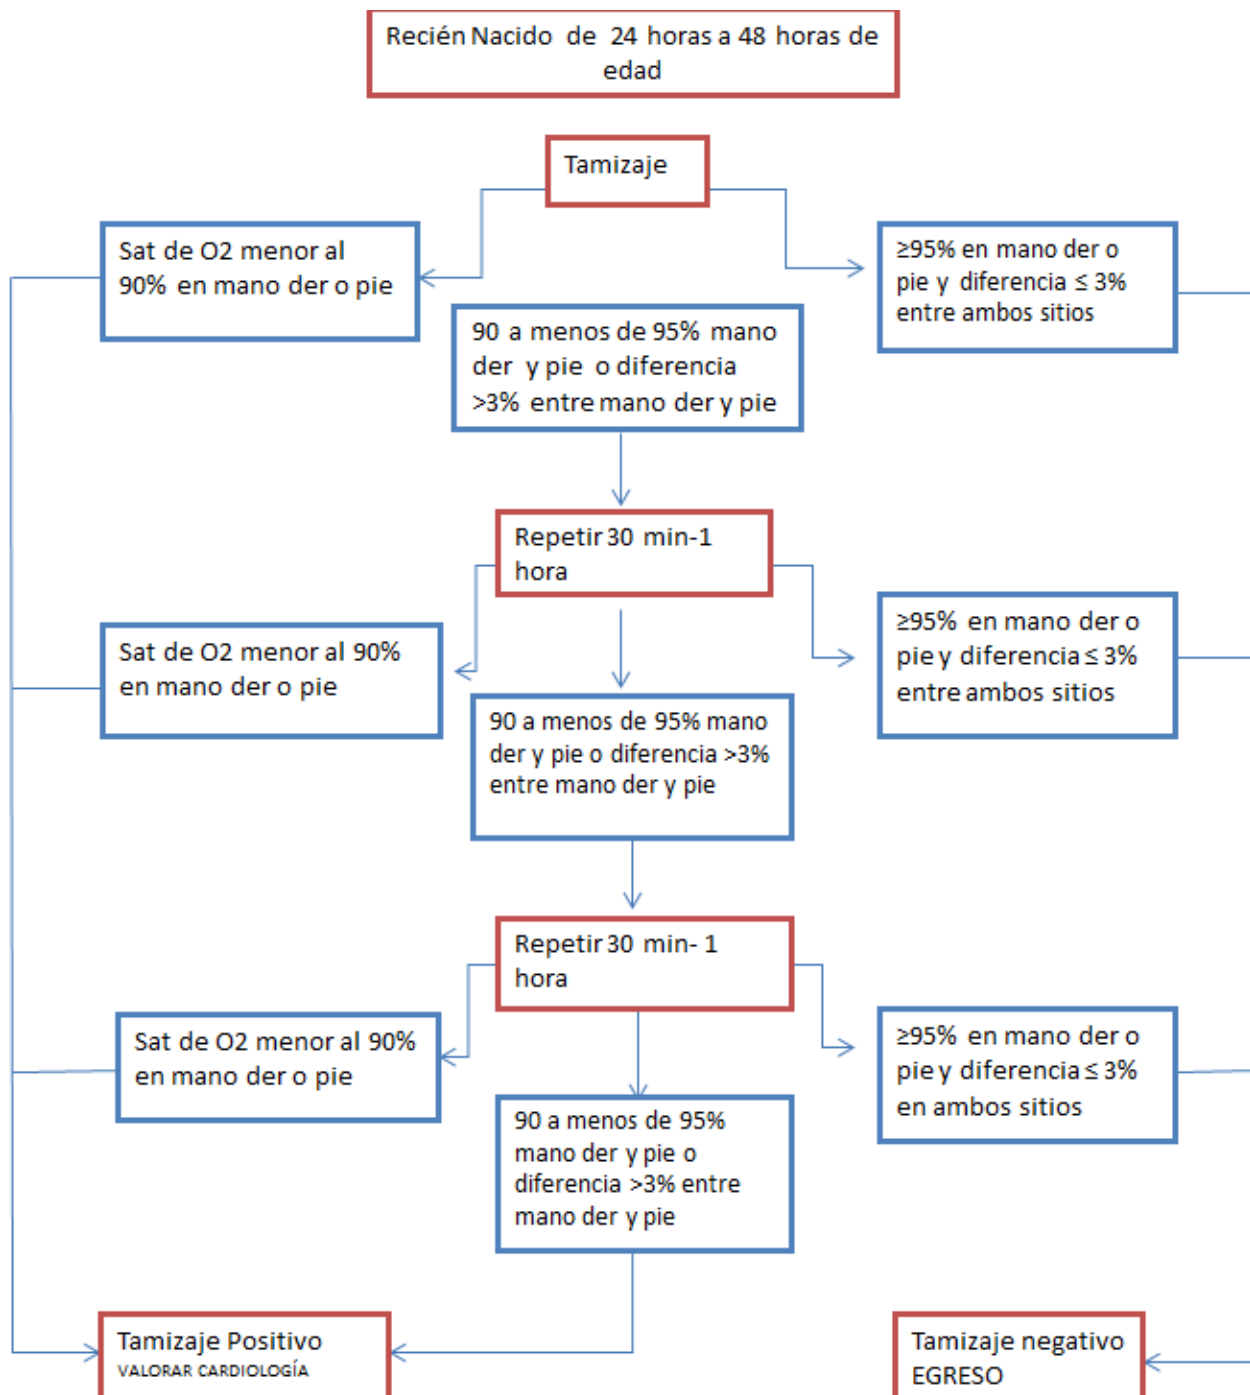 Recién Nacido de 24 horas a 48 horas de
edad
Tamizaje
Sat de O2 menor al
90% en mano der o pie
≥95% en mano der o
pie y diferencia ≤ 3%
entre ambos sitios
90 a menos de 95% mano
der y pie o diferencia
>3% entre mano der y pie
Repetir 30 min-1
hora
Sat de O2 menor al 90%
en mano der o pie
≥95% en mano der o
pie y diferencia ≤ 3%
entre ambos sitios
90 a menos de 95% mano
der y pie o diferencia >3%
entre mano der y pie
Repetir 30 min- 1
hora
Sat de O2 menor al 90%
en mano der o pie
≥95% en mano der o
pie y diferencia ≤ 3%
en ambos sitios
90 a menos de 95%
mano der y pie o
diferencia >3% entre
mano der y pie
Tamizaje Positivo
VALORAR CARDIOLOGÍA
Tamizaje negativo
EGRESO